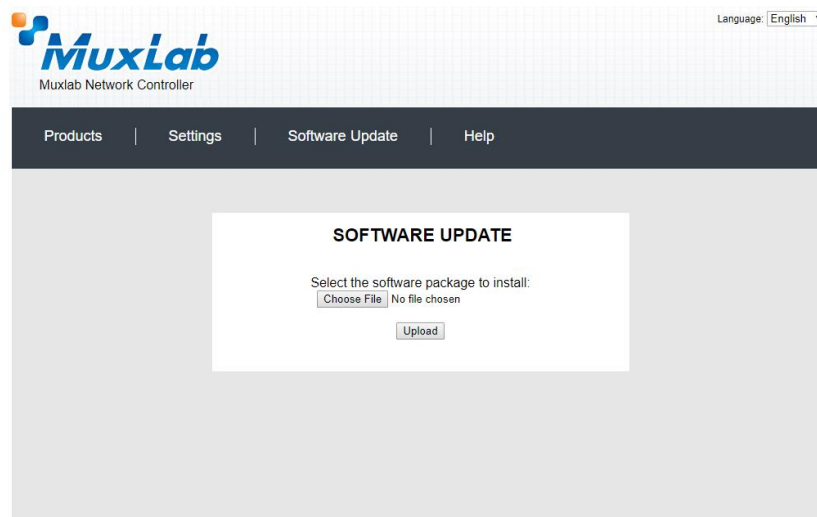 Language: English
MuxLab
Muxlab Network Controller
Products | Settings | Software Update | Help
SOFTWARE UPDATE
Select the software package to install:
Choose File No file chosen
Upload